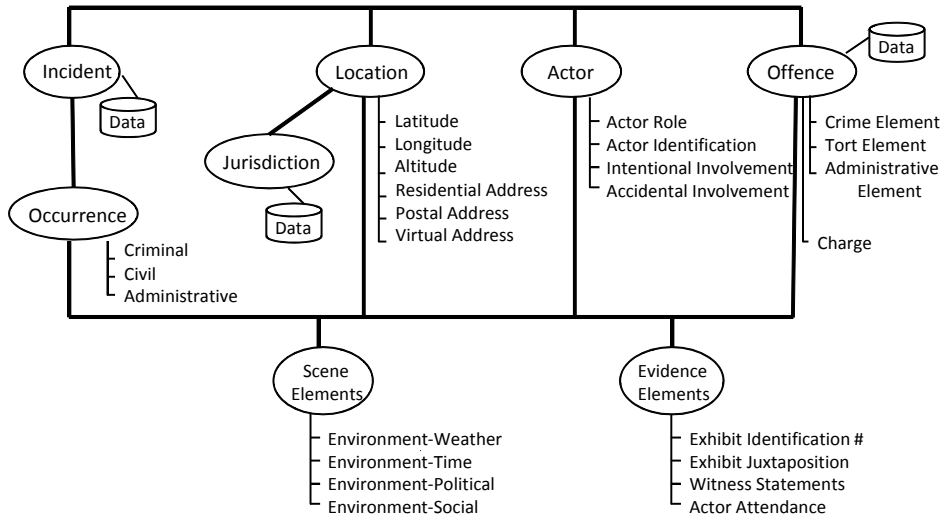 Incident
Data
Occurrence
Criminal
Civil
Administrative
Location
Latitude
Longitude
Altitude
Residential Address
Postal Address
Virtual Address
Jurisdiction
Data
Actor
Actor Role
Actor Identification
Intentional Involvement
Accidental Involvement
Offence
Data
Crime Element
Tort Element
Administrative
Element
Charge
Scene
Elements
Environment-Weather
Environment-Time
Environment-Political
Environment-Social
Evidence
Elements
Exhibit Identification #
Exhibit Juxtaposition
Witness Statements
Actor Attendance